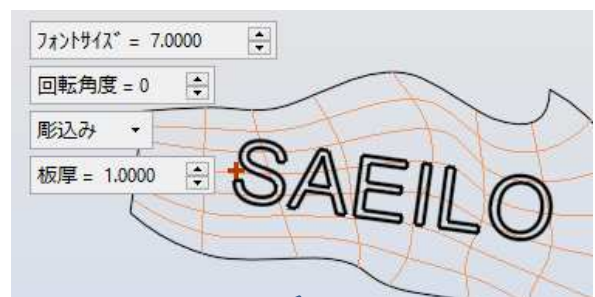 ﾌｫﾝﾄｻｲｽﾞ = 7.0000
回転角度 = 0
彫込み
板厚 = 1.0000
SAEILO